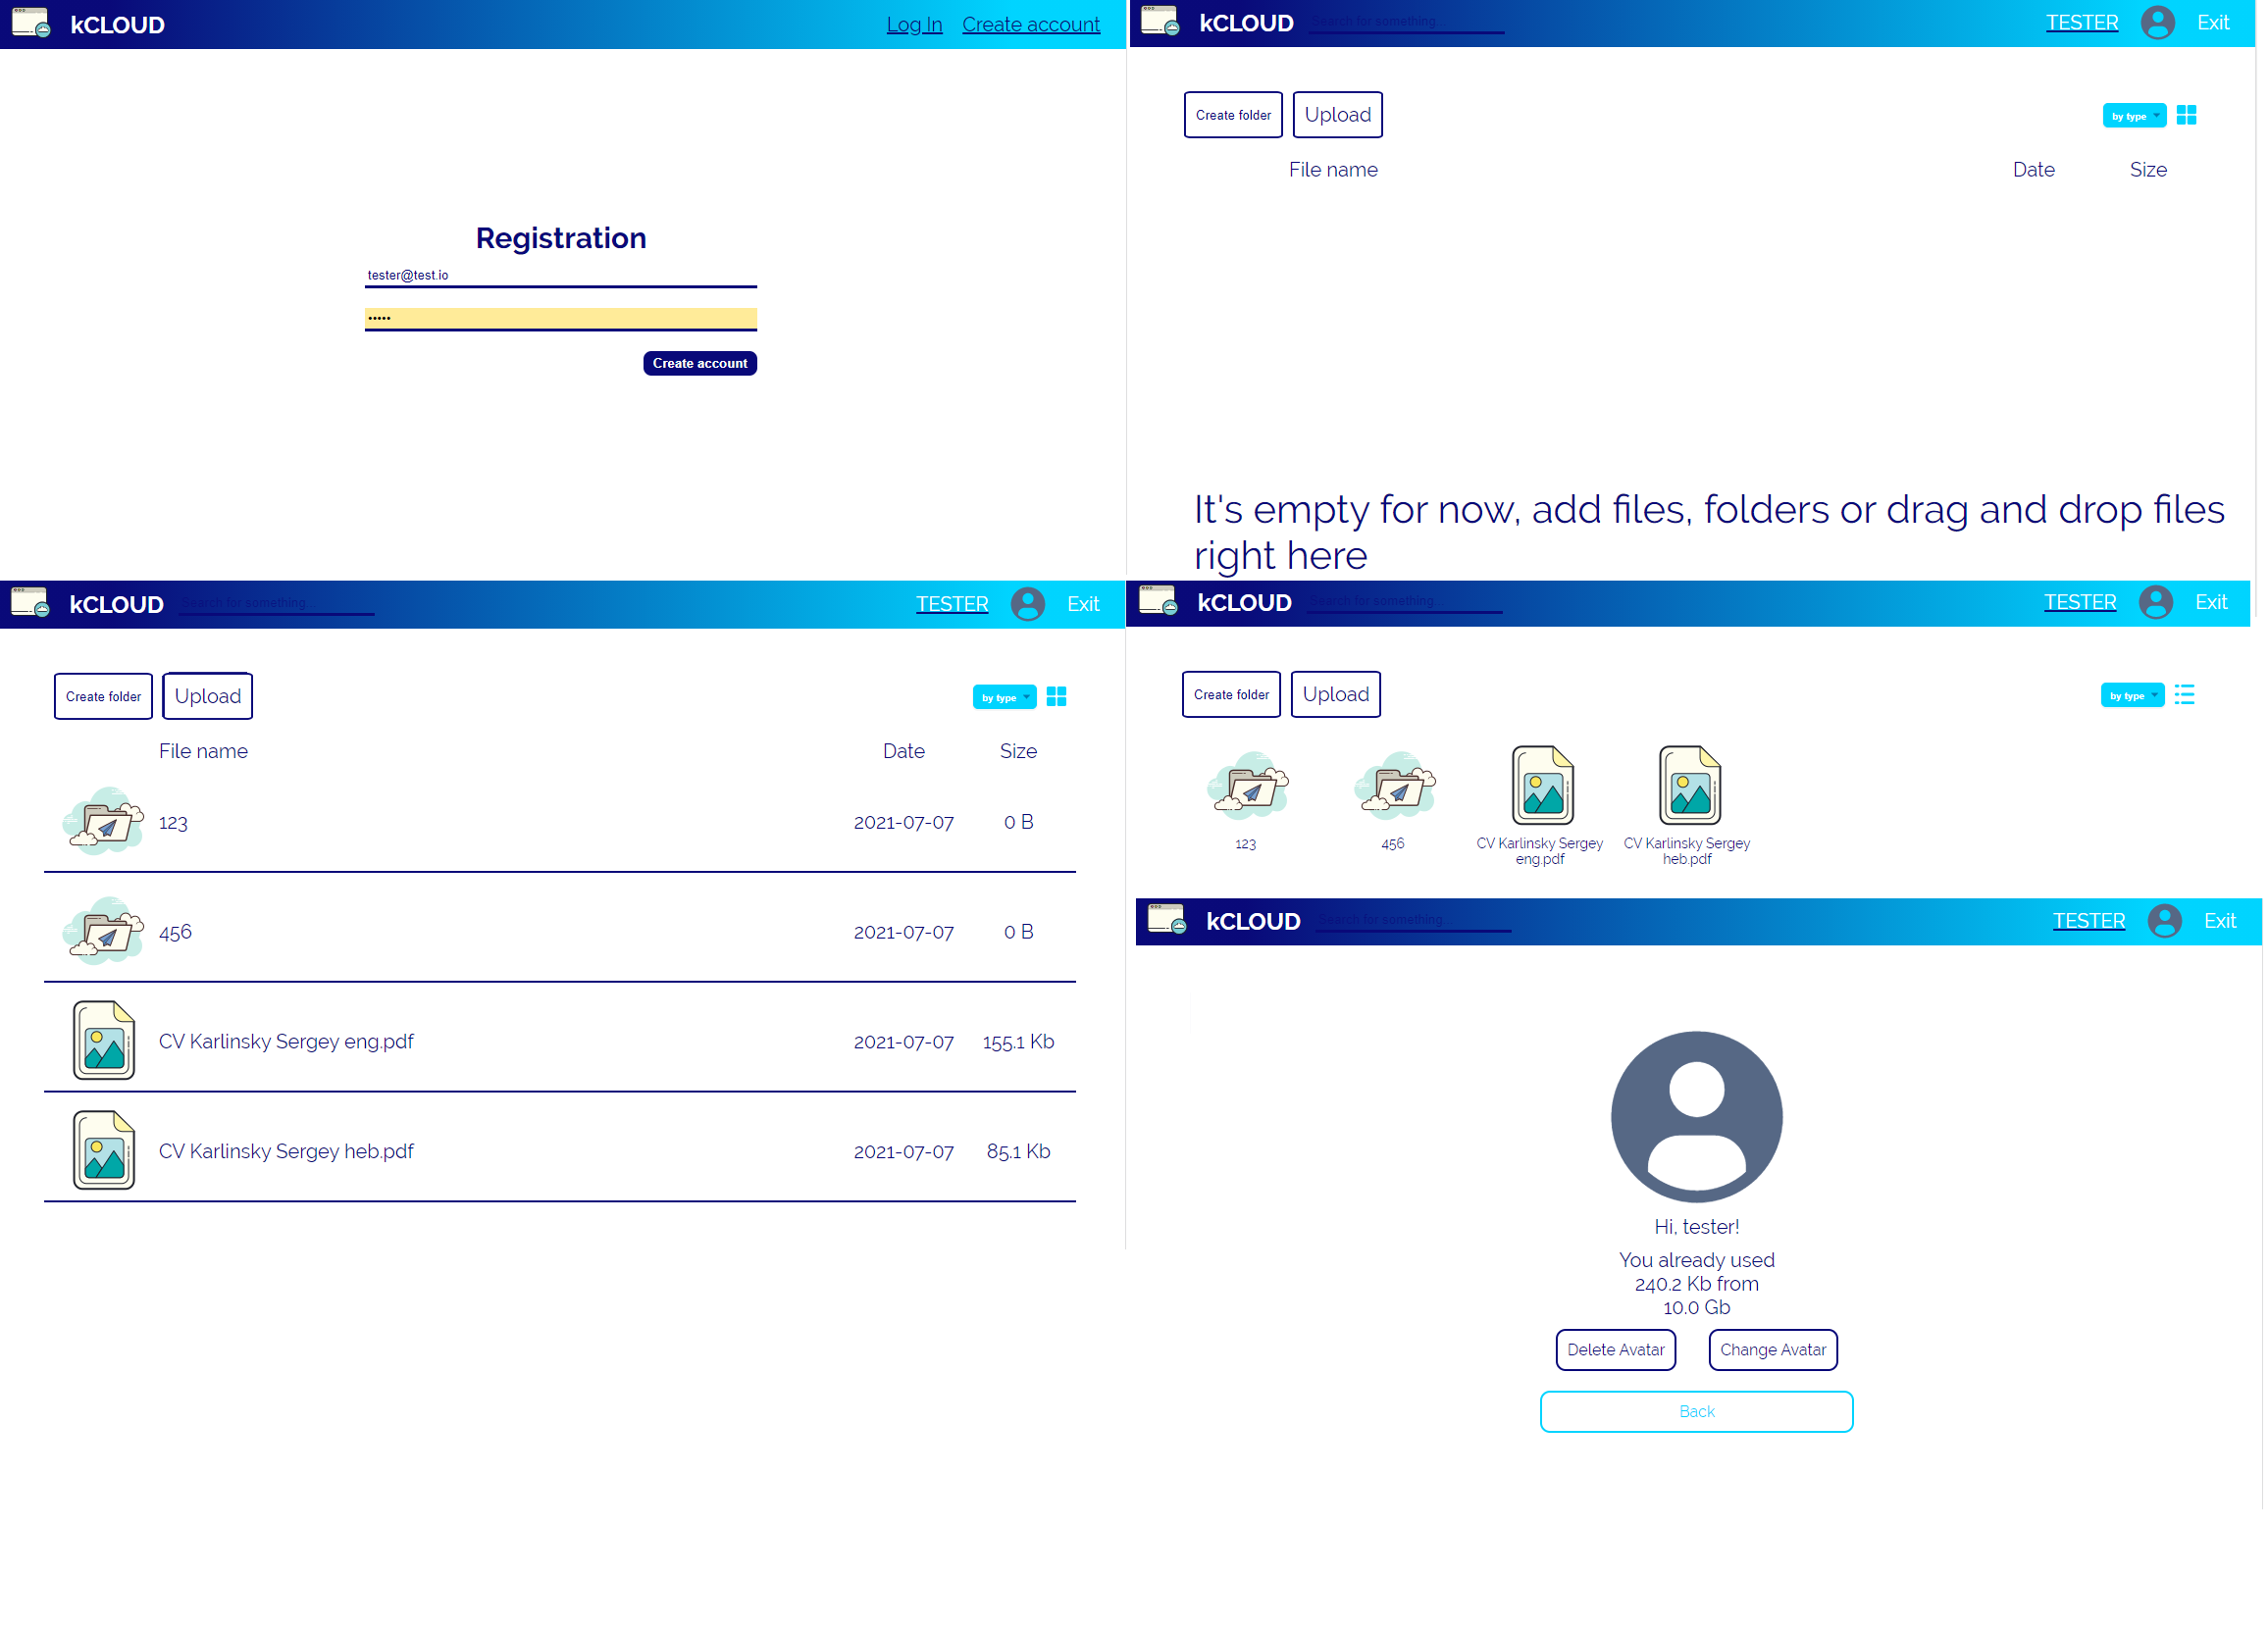 kCLOUD
Log In Create account
Registration
tester@test.io
•••••
Create account
kCLOUD Search for something... TESTER Exit
Create folder Upload by type
File name Date Size
It's empty for now, add files, folders or drag and drop files
right here
kCLOUD Search for something... TESTER Exit
Create folder Upload by type
File name Date Size
123 2021-07-07 0 B
456 2021-07-07 0 B
CV Karlinsky Sergey eng.pdf 2021-07-07 155.1 Kb
CV Karlinsky Sergey heb.pdf 2021-07-07 85.1 Kb
kCLOUD Search for something... TESTER Exit
Create folder Upload by type
123 456 CV Karlinsky Sergey CV Karlinsky Sergey
eng.pdf heb.pdf
kCLOUD Search for something... TESTER Exit
Hi, tester!
You already used
240.2 Kb from
10.0 Gb
Delete Avatar Change Avatar
Back